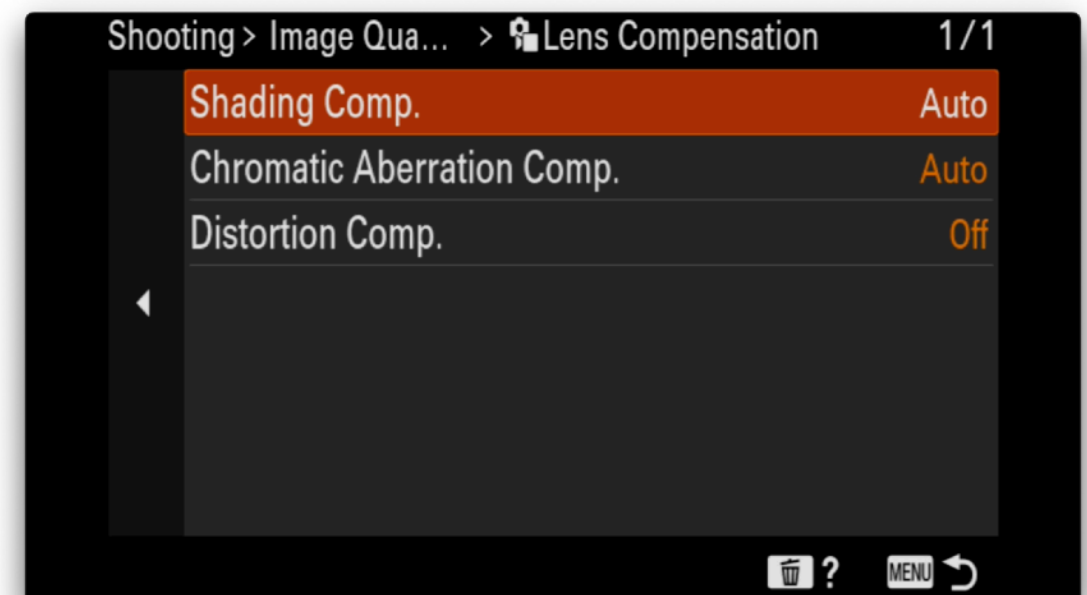 Shooting > Image Qua... > Lens Compensation 1/1
Shading Comp. Auto
Chromatic Aberration Comp. Auto
Distortion Comp. Off
? MENU